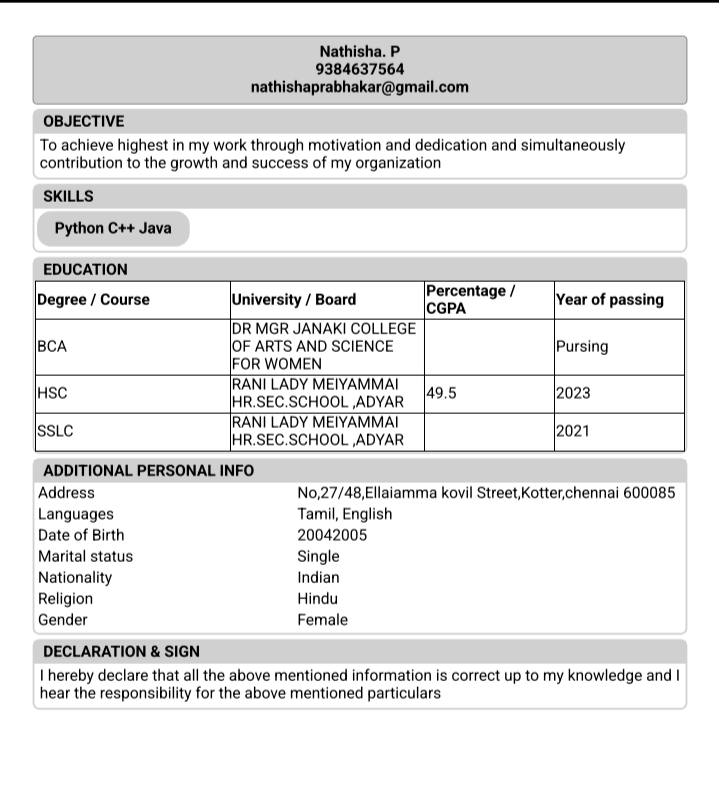 Nathisha. P
9384637564
nathishaprabhakar@gmail.com
OBJECTIVE
To achieve highest in my work through motivation and dedication and simultaneously
contribution to the growth and success of my organization
SKILLS
Python C++ Java
EDUCATION
Degree / Course University / Board Percentage / CGPA Year of passing
BCA DR MGR JANAKI COLLEGE OF ARTS AND SCIENCE FOR WOMEN Pursing
HSC RANI LADY MEIYAMMAI HR.SEC.SCHOOL ,ADYAR 49.5 2023
SSLC RANI LADY MEIYAMMAI HR.SEC.SCHOOL ,ADYAR 2021
ADDITIONAL PERSONAL INFO
Address No,27/48,Ellaiamma kovil Street,Kotter,chennai 600085
Languages Tamil, English
Date of Birth 20042005
Marital status Single
Nationality Indian
Religion Hindu
Gender Female
DECLARATION & SIGN
I hereby declare that all the above mentioned information is correct up to my knowledge and I
hear the responsibility for the above mentioned particulars